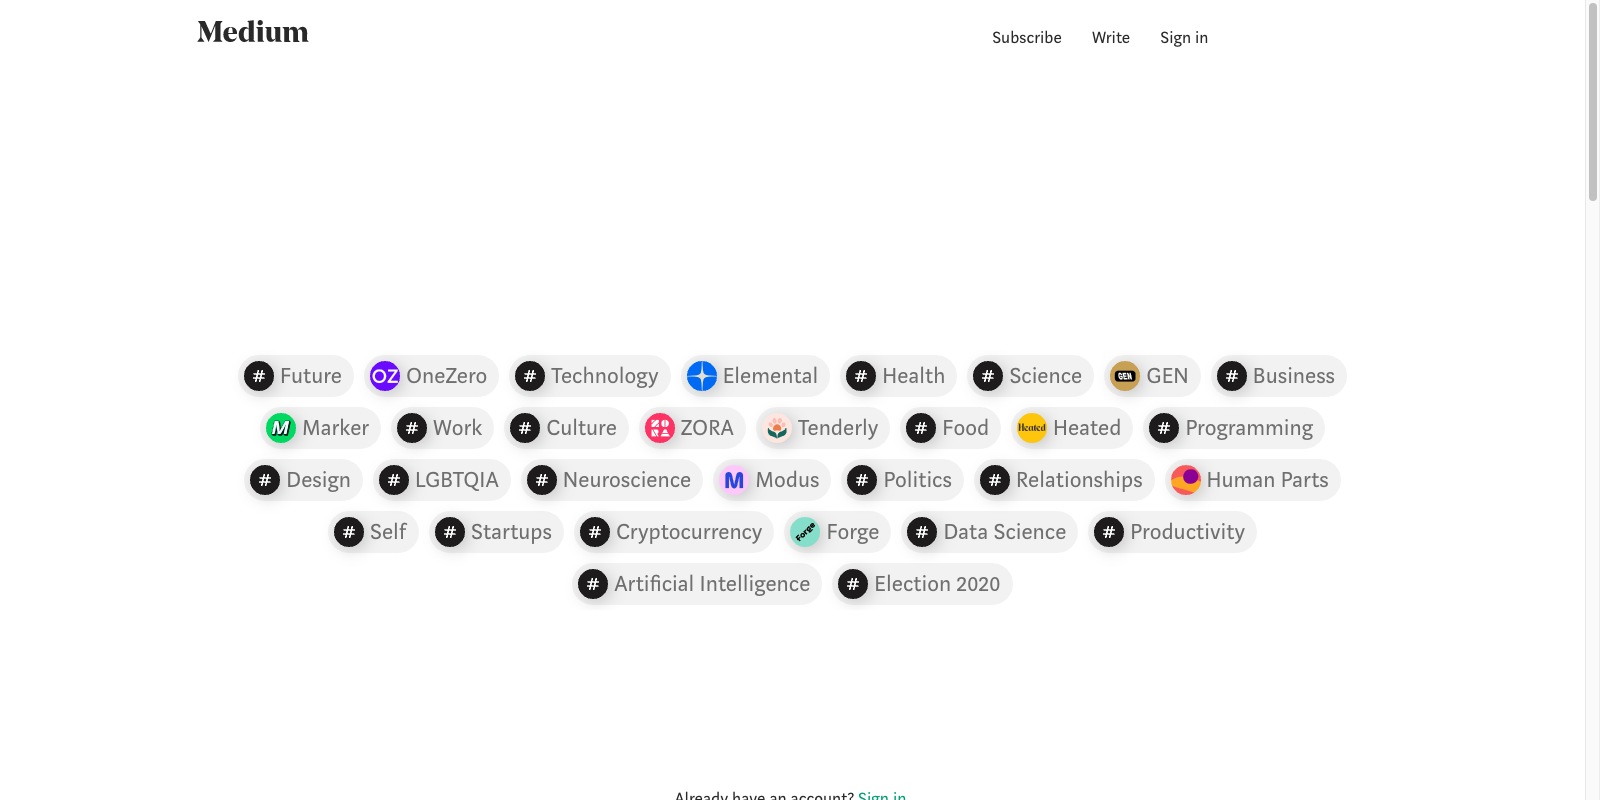 Medium
Subscribe Write Sign in
# Future OZ OneZero # Technology Elemental # Health # Science GEN GEN # Business
M Marker # Work # Culture ZORA ZORA Tenderly # Food Heated Heated # Programming
# Design # LGBTQIA # Neuroscience M Modus # Politics # Relationships Human Parts
# Self # Startups # Cryptocurrency Forge Forge # Data Science # Productivity
# Artificial Intelligence # Election 2020
Already have an account? Sign in